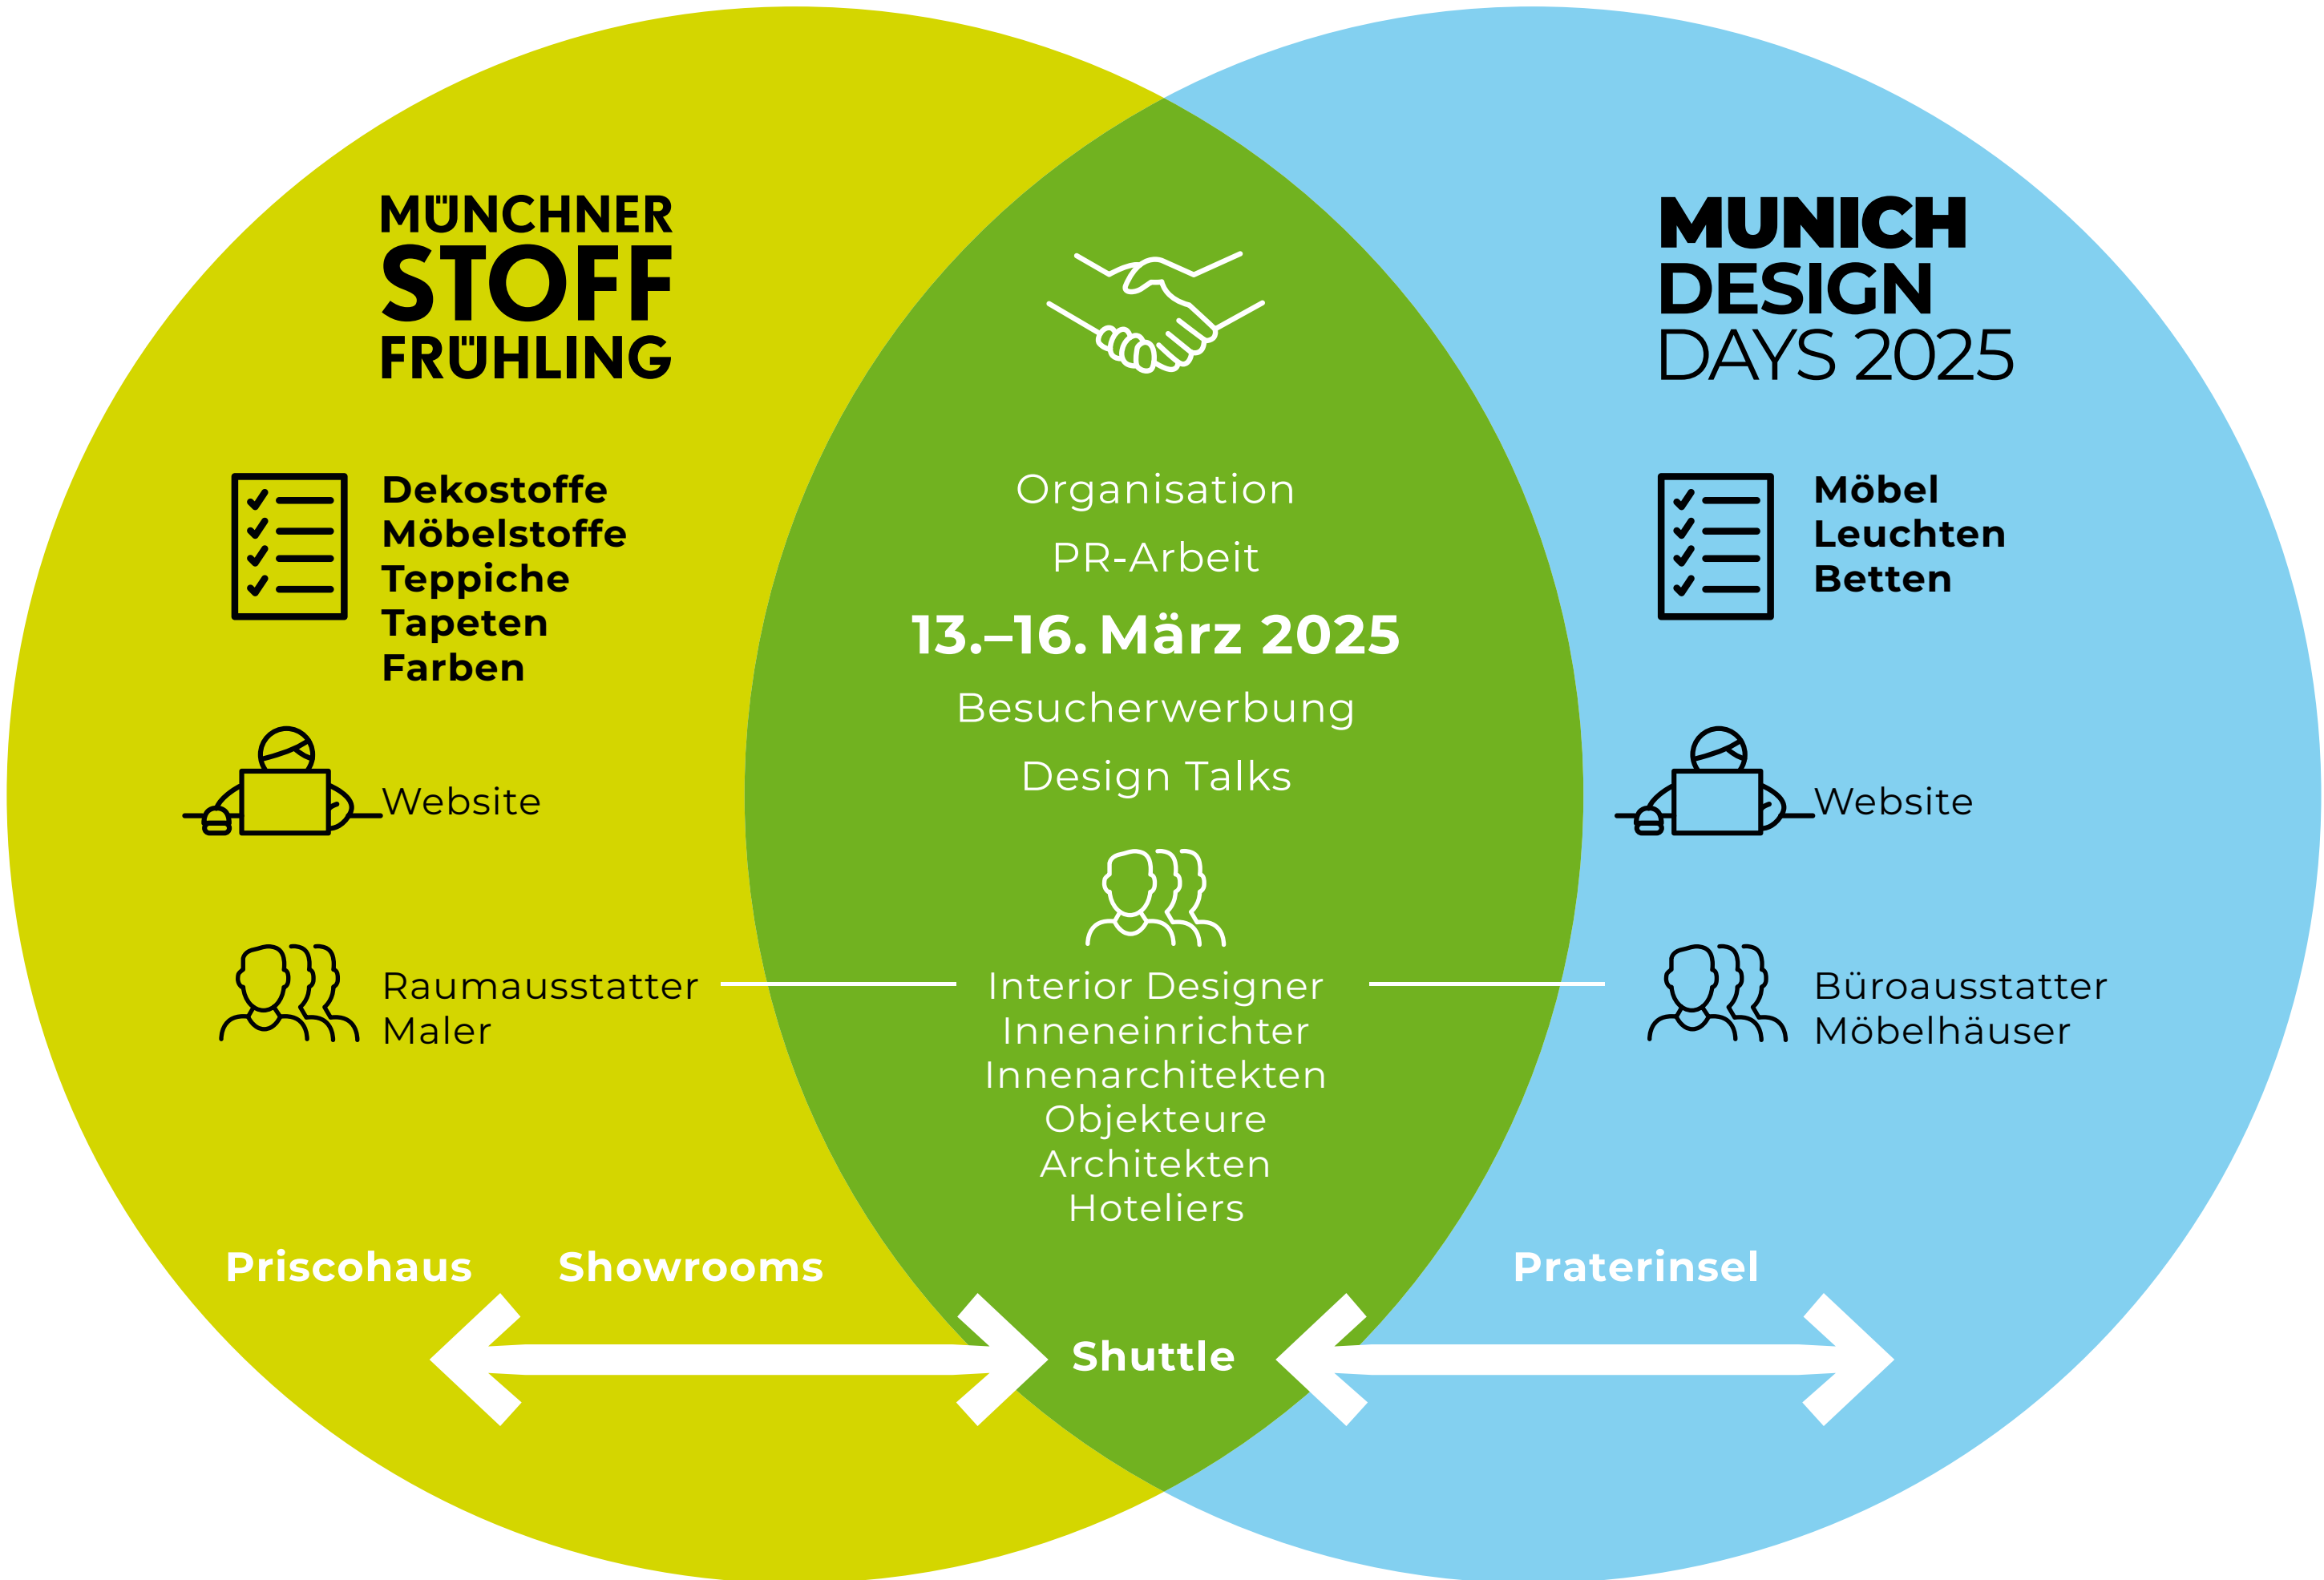 MÜNCHNER
STOFF
FRÜHLING
Dekostoffe
Möbelstoffe
Teppiche
Tapeten
Farben
Website
Raumausstatter
Maler
Priscohaus
Showrooms
Organisation
PR-Arbeit
13.–16. März 2025
Besucherwerbung
Design Talks
Interior Designer
Inneneinrichter
Innenarchitekten
Objekteure
Architekten
Hoteliers
Shuttle
MUNICH
DESIGN
DAYS 2025
Möbel
Leuchten
Betten
Website
Büroausstatter
Möbelhäuser
Praterinsel